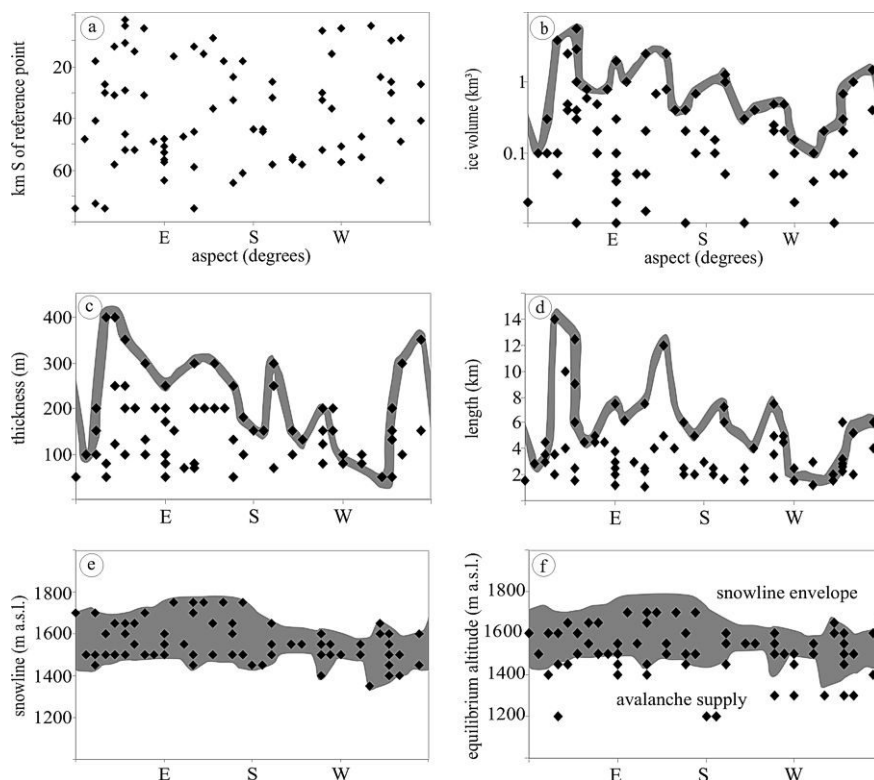 a
km S of reference point
20
40
60
E
S
W
aspect (degrees)
b
ice volume (km³)
1
0.1
E
S
W
aspect (degrees)
c
thickness (m)
400
300
200
100
E
S
W
d
length (km)
14
12
10
8
6
4
2
E
S
W
e
snowline (m a.s.l.)
1800
1600
1400
1200
E
S
W
f
equilibrium altitude (m a.s.l.)
1800
1600
1400
1200
snowline envelope
avalanche supply
E
S
W